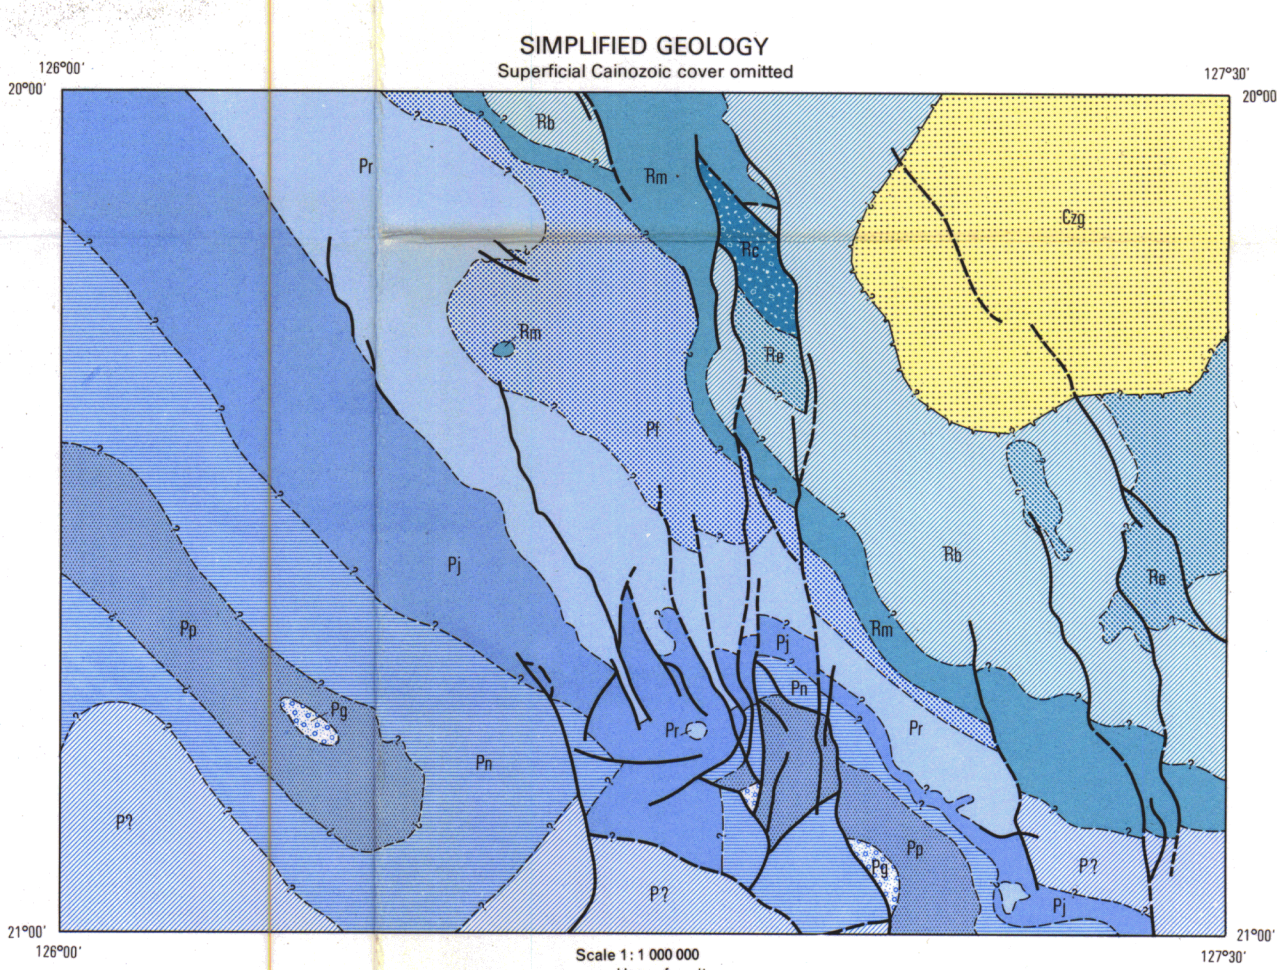 SIMPLIFIED GEOLOGY
Superficial Cainozoic cover omitted
126°00'
127°30'
20°00'
20°00
Rb
Pr
Rm
Czg
Rc
Rm
Re
Pf
Rb
Pj
Re
Pp
Rm
Pj
Pn
Pg
Pr
Pr
Pn
P?
Pp
Pg
P?
P?
Pj
21°00'
21°00'
126°00'
Scale 1:1 000 000
127°30'